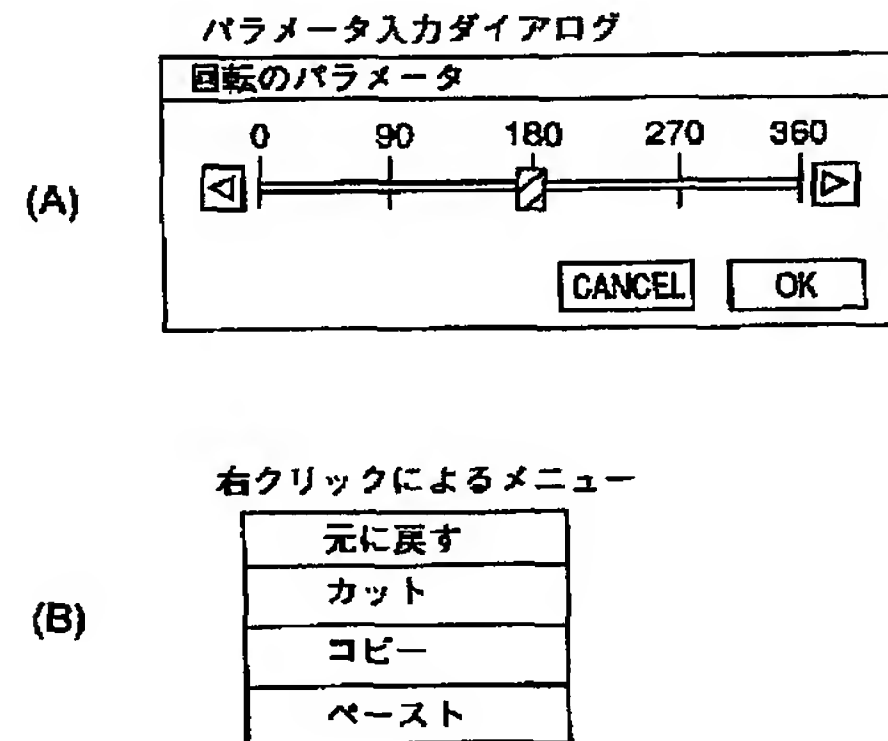 パラメータ入力ダイアログ
回転のパラメータ
0 90 180 270 360
(A)
CANCEL OK
右クリックによるメニュー
元に戻す
カット
(B)
コピー
ペースト